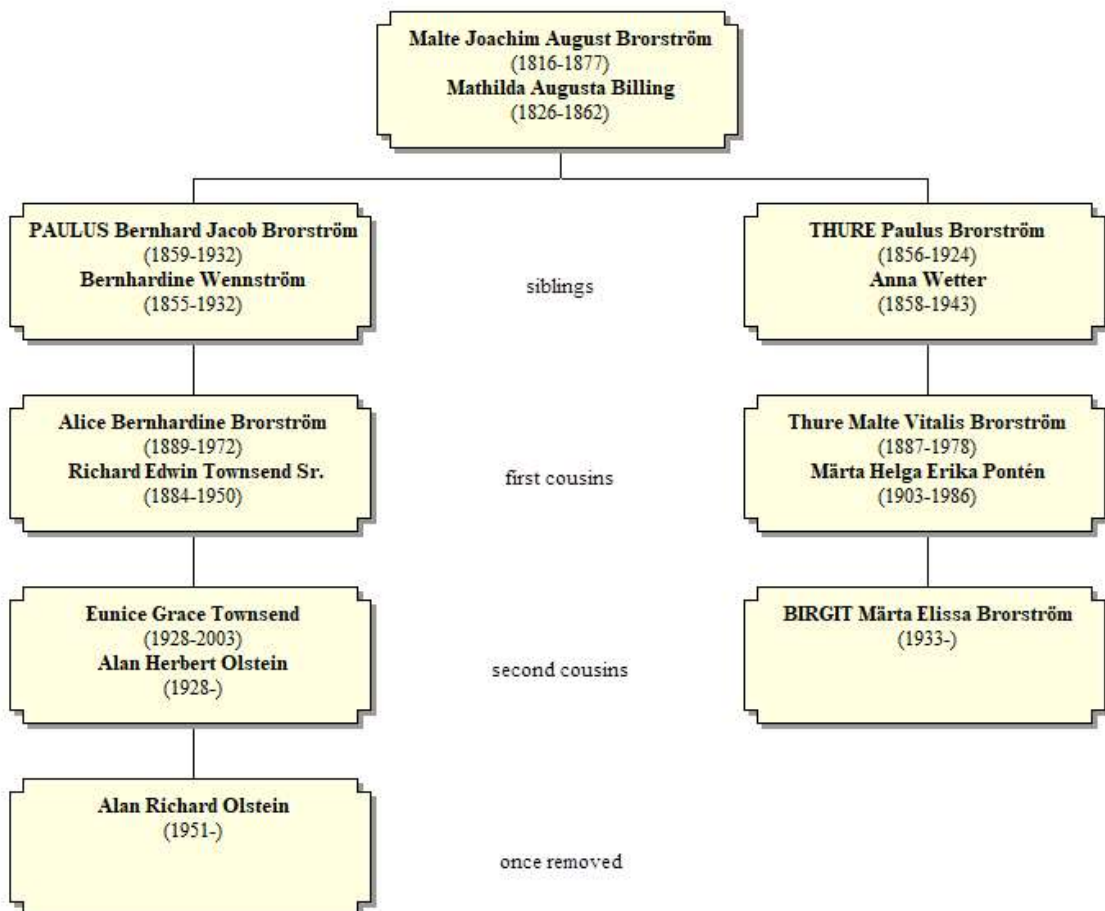 Malte Joachim August Brorström
(1816-1877)
Mathilda Augusta Billing
(1826-1862)
PAULUS Bernhard Jacob Brorström
(1859-1932)
Bernhardine Wennström
(1855-1932)
siblings
THURE Paulus Brorström
(1856-1924)
Anna Wetter
(1858-1943)
Alice Bernhardine Brorström
(1889-1972)
Richard Edwin Townsend Sr.
(1884-1950)
first cousins
Thure Malte Vitalis Brorström
(1887-1978)
Märta Helga Erika Pontén
(1903-1986)
Eunice Grace Townsend
(1928-2003)
Alan Herbert Olstein
(1928-)
second cousins
BIRGIT Märta Elissa Brorström
(1933-)
Alan Richard Olstein
(1951-)
once removed